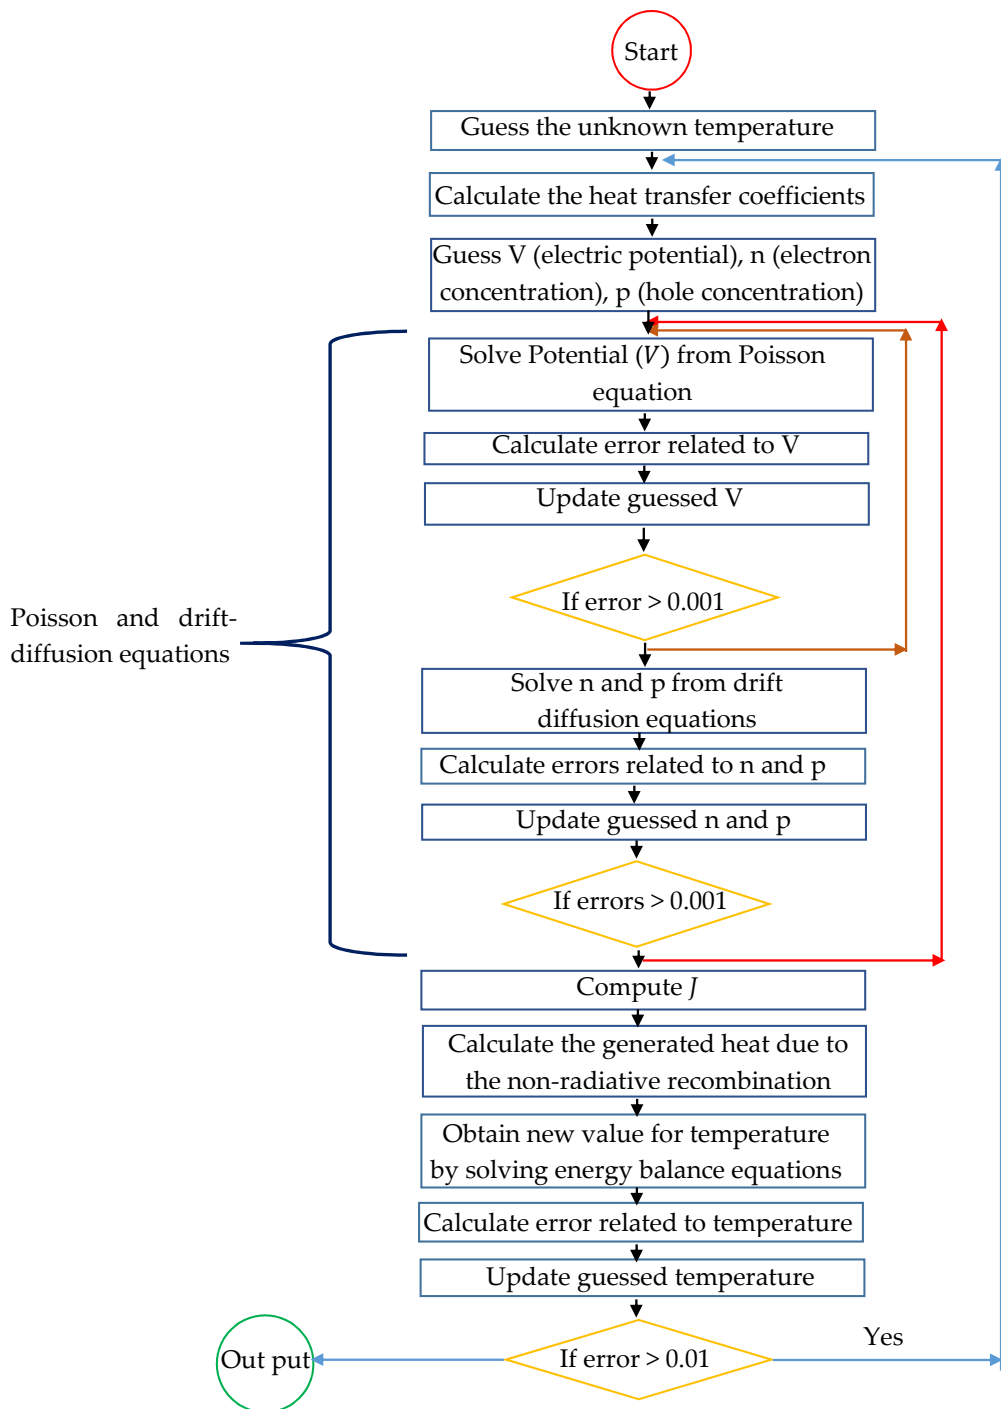 Start
Guess the unknown temperature
Calculate the heat transfer coefficients
Guess V (electric potential), n (electron
concentration), p (hole concentration)
Solve Potential (V) from Poisson
equation
Calculate error related to V
Update guessed V
If error > 0.001
Poisson and drift-
diffusion equations
Solve n and p from drift
diffusion equations
Calculate errors related to n and p
Update guessed n and p
If errors > 0.001
Compute J
Calculate the generated heat due to
the non-radiative recombination
Obtain new value for temperature
by solving energy balance equations
Calculate error related to temperature
Update guessed temperature
Yes
Out put
If error > 0.01